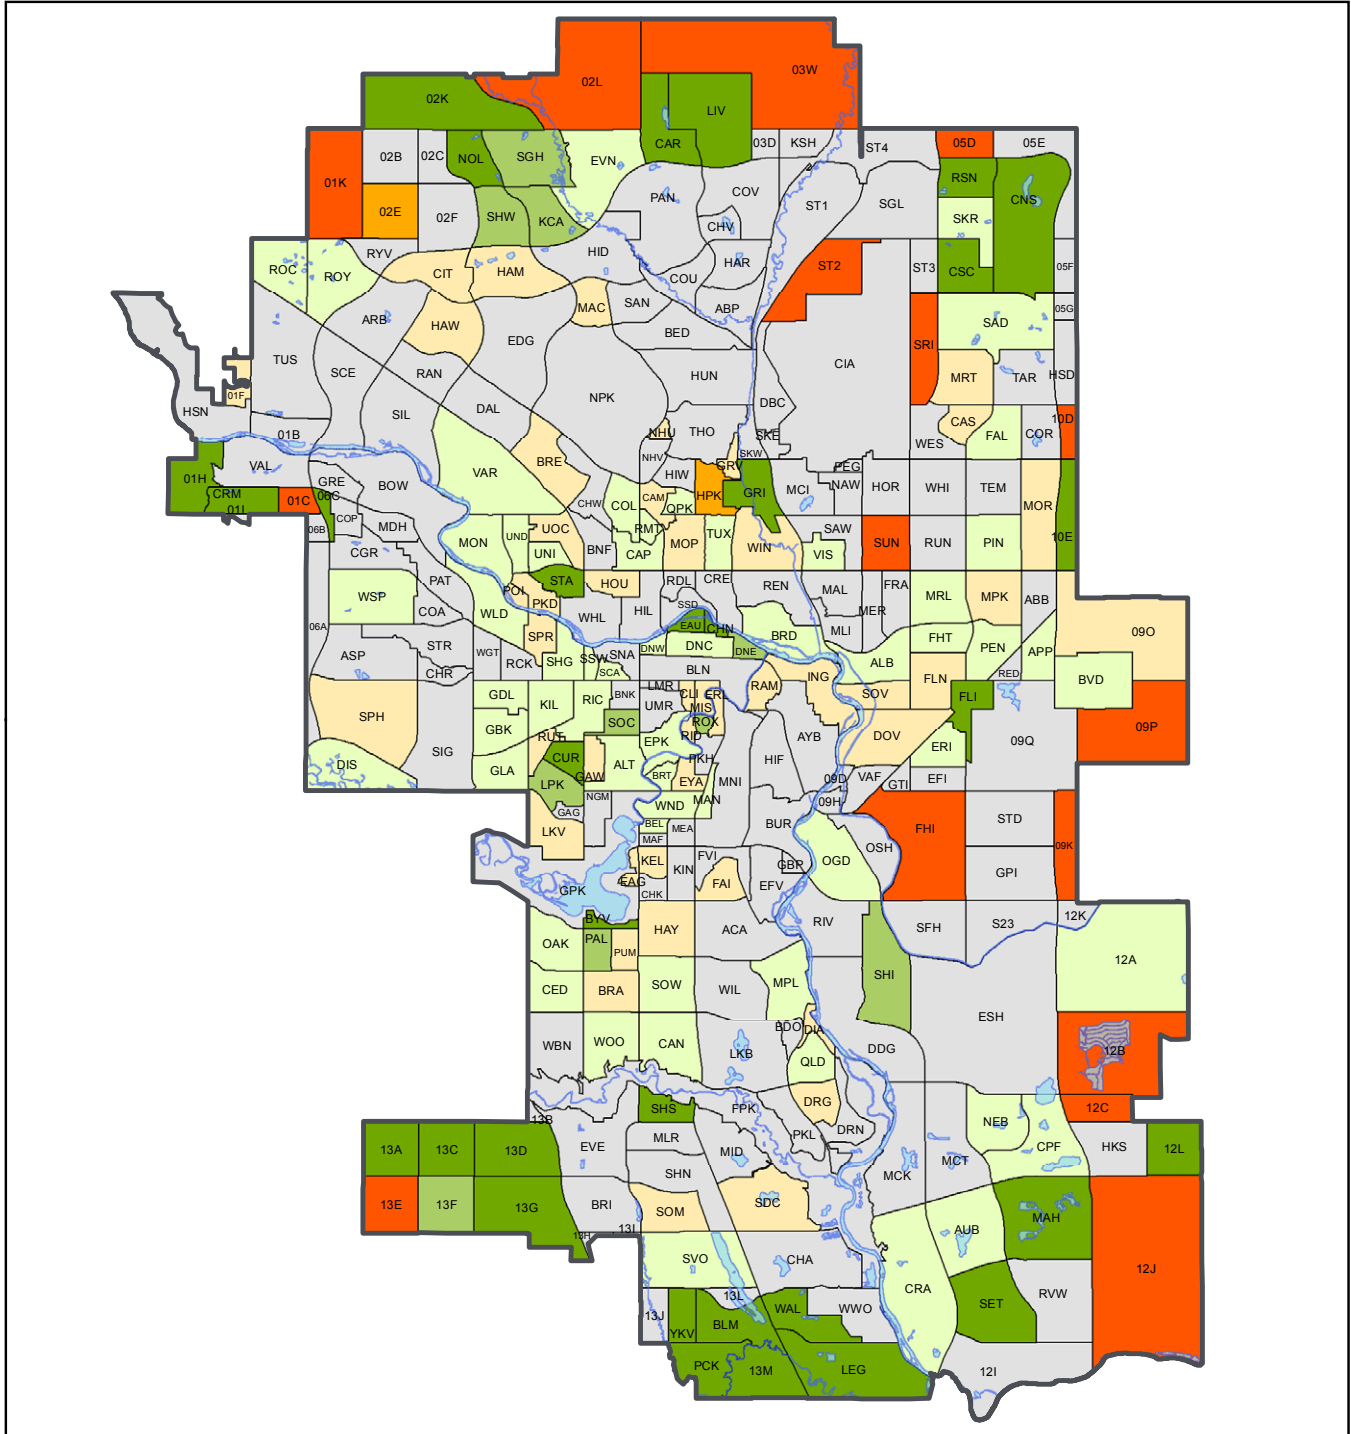 02L
03W
02K
LIV
CAR
03D
KSH
ST4
05D
05E
02B
02C
NOL
SGH
EVN
01K
RSN
CNS
PAN
COV
ST1
SGL
02E
02F
SHW
KCA
CHV
SKR
RYV
HID
HAR
ROC
ROY
CIT
HAM
COU
ST2
ST3
CSC
05F
MAC
SAN
ABP
05G
ARB
HAW
BED
SAD
EDG
SRI
TUS
SCE
RAN
HUN
CIA
MRT
TAR
HSD
01F
NPK
DBC
HSN
SIL
DAL
10D
01B
NHU
THO
SKE
WES
CAS
FAL
COR
VAL
BRE
NHV
GRV
SKW
PEG
01H
GRE
BOW
VAR
HIW
HPK
GRI
MCI
NAW
HOR
WHI
TEM
CRM
01I
01C
06C
CHW
COL
CAM
QPK
MOR
06B
COP
MDH
UOC
RMT
TUX
SAW
CGR
MON
UND
UNI
BNF
CAP
MOP
WIN
VIS
SUN
RUN
PIN
10E
WSP
PAT
POI
STA
HOU
RDL
CRE
REN
MAL
FRA
MRL
MPK
ABB
COA
WLD
PKD
WHL
HIL
SSD
MER
06A
EAU
CHN
BRD
MLI
09O
STR
SPR
FHT
ASP
WGT
RCK
SHG
SSW
SNA
DNW
DNC
DNE
ALB
PEN
APP
CHR
SCA
BLN
ING
FLN
RED
BVD
SPH
SIG
GDL
KIL
RIC
BNK
LMR
UMR
CLI
ERL
MIS
RAM
SOV
FLI
09P
GBK
RUT
SOC
EPK
ROX
RID
AYB
DOV
ERI
09Q
DIS
GLA
CUR
GAW
ALT
PKH
HIF
LPK
BRT
EYA
MNI
09D
VAF
GTI
EFI
GAG
NGM
WND
MAN
09H
LKV
BEL
MEA
BUR
FHI
STD
MAF
OSH
09K
KEL
KIN
FVI
GBP
OGD
GPI
GPK
EAG
CHK
FAI
EFV
BYV
OAK
PAL
PUM
HAY
ACA
RIV
SFH
S23
12K
12A
CED
BRA
SOW
WIL
MPL
SHI
ESH
WBN
WOO
CAN
LKB
BDO
DIA
QLD
DDG
12B
13B
SHS
FPK
DRG
12C
EVE
MLR
MID
PKL
DRN
NEB
CPF
HKS
12L
13A
13C
13D
SHN
MCK
MCT
13E
13F
13G
BRI
SOM
SDC
MAH
13H
13I
AUB
SVO
CHA
12J
13J
13L
CRA
SET
RVW
YKV
BLM
WAL
WWO
PCK
13M
LEG
12I